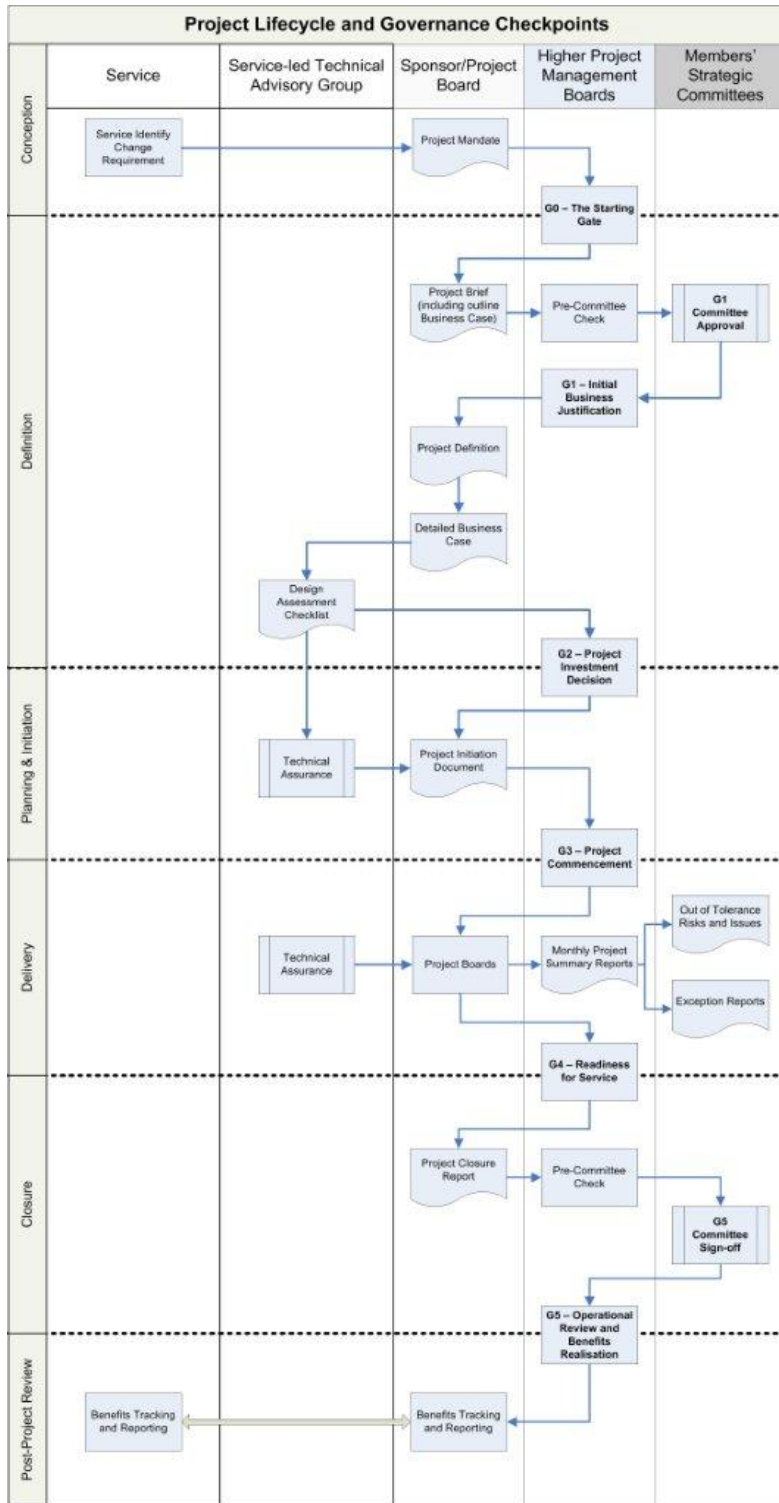 Project Lifecycle and Governance Checkpoints
Service
Service-led Technical
Advisory Group
Sponsor/Project
Board
Higher Project
Management
Boards
Members'
Strategic
Committees
Conception
Service Identify
Change
Requirement
Project Mandate
G0 – The Starting
Gate
Definition
Project Brief
(including outline
Business Case)
Pre-Committee
Check
G1
Committee
Approval
G1 – Initial
Business
Justification
Project Definition
Detailed Business
Case
Design
Assessment
Checklist
G2 – Project
Investment
Decision
Planning & Initiation
Technical
Assurance
Project Initiation
Document
G3 – Project
Commencement
Delivery
Technical
Assurance
Project Boards
Monthly Project
Summary Reports
Out of Tolerance
Risks and Issues
Exception Reports
G4 – Readiness
for Service
Closure
Project Closure
Report
Pre-Committee
Check
G5
Committee
Sign-off
G5 – Operational
Review and
Benefits
Realisation
Post-Project Review
Benefits Tracking
and Reporting
Benefits Tracking
and Reporting